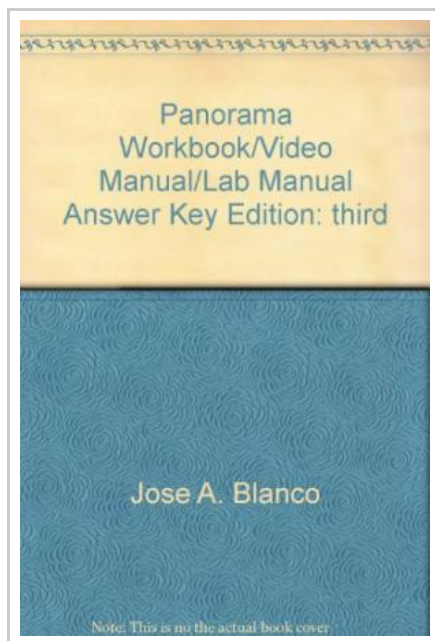 Panorama
Workbook/Video
Manual/Lab Manual
Answer Key Edition: third
Jose A. Blanco
Note: This is no the actual book cover